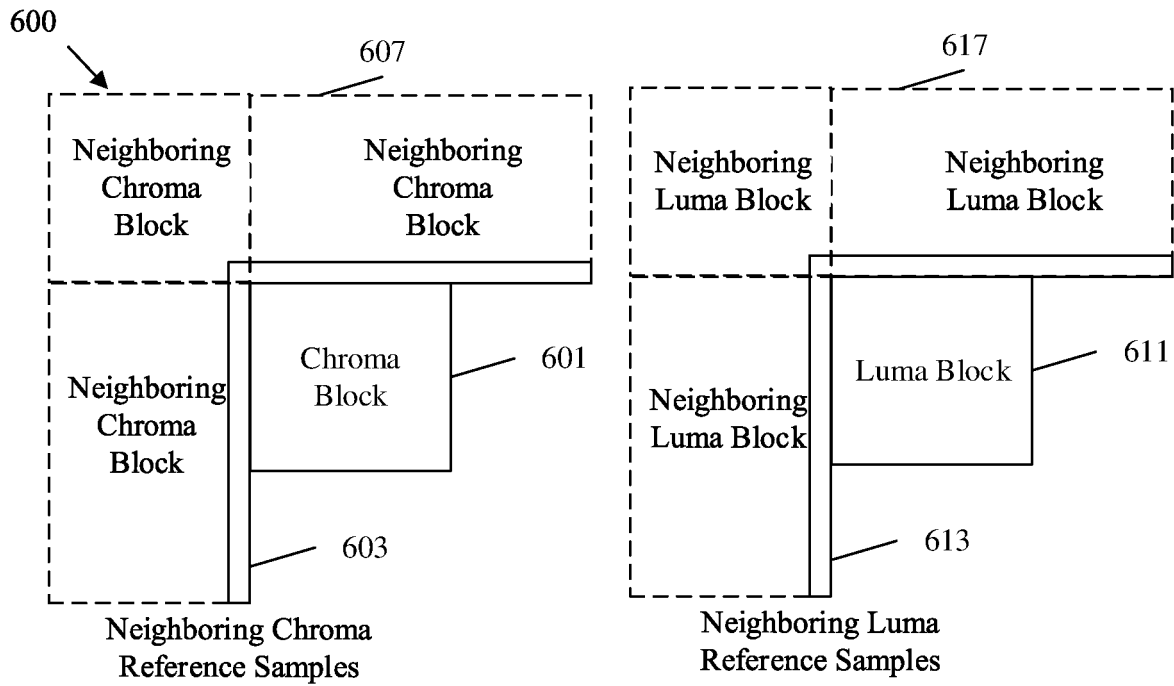 600
607
617
Neighboring
Chroma
Block
Neighboring
Chroma
Block
Neighboring
Luma Block
Neighboring
Luma Block
Chroma
Block
601
Luma Block
611
Neighboring
Chroma
Block
Neighboring
Luma Block
603
613
Neighboring Chroma
Reference Samples
Neighboring Luma
Reference Samples